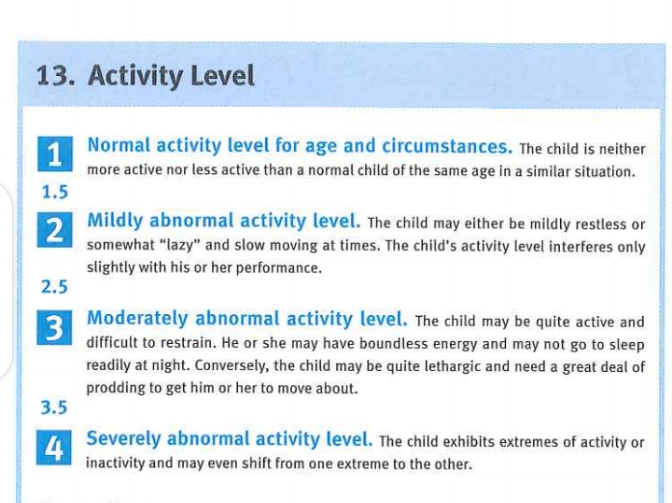 13. Activity Level
1 Normal activity level for age and circumstances. The child is neither
more active nor less active than a normal child of the same age in a similar situation.
1.5
2 Mildly abnormal activity level. The child may either be mildly restless or
somewhat “lazy” and slow moving at times. The child’s activity level interferes only
slightly with his or her performance.
2.5
3 Moderately abnormal activity level. The child may be quite active and
difficult to restrain. He or she may have boundless energy and may not go to sleep
readily at night. Conversely, the child may be quite lethargic and need a great deal of
prodding to get him or her to move about.
3.5
4 Severely abnormal activity level. The child exhibits extremes of activity or
inactivity and may even shift from one extreme to the other.